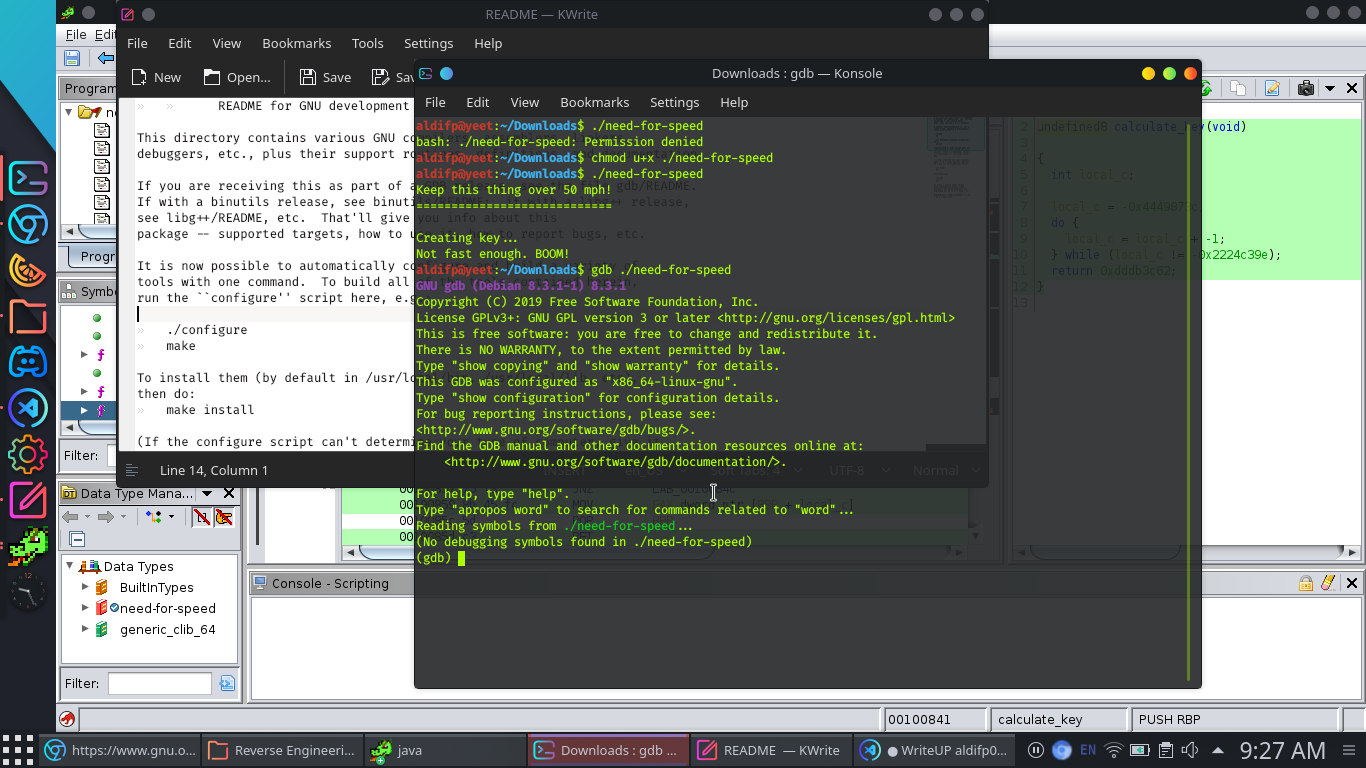 README — KWrite
File Edit View Bookmarks Tools Settings Help
New Open... Save
File
Program
README for GNU development
This directory contains various GNU
debuggers, etc., plus their support
If you are receiving this as part of a
If with a binutils release, see
see libg++/README, etc. That'll give you info about this
package -- supported targets, how to use it, how to report bugs, etc.
It is now possible to automatically
tools with one command. To build all
run the ``configure'' script here, e.g
./configure
make
To install them (by default in /usr/
then do:
make install
(If the configure script can't
Line 14, Column 1
UTF-8
Normal
Downloads : gdb — Konsole
File Edit View Bookmarks Settings Help
aldifp@yeet:~/Downloads$ ./need-for-speed
bash: ./need-for-speed: Permission denied
aldifp@yeet:~/Downloads$ chmod u+x ./need-for-speed
aldifp@yeet:~/Downloads$ ./need-for-speed
Keep this thing over 50 mph!
============================
Creating key...
Not fast enough. BOOM!
aldifp@yeet:~/Downloads$ gdb ./need-for-speed
GNU gdb (Debian 8.3.1-1) 8.3.1
Copyright (C) 2019 Free Software Foundation, Inc.
License GPLv3+: GNU GPL version 3 or later <http://gnu.org/licenses/gpl.html>
This is free software: you are free to change and redistribute it.
There is NO WARRANTY, to the extent permitted by law.
Type "show copying" and "show warranty" for details.
This GDB was configured as "x86_64-linux-gnu".
Type "show configuration" for configuration details.
For bug reporting instructions, please see:
<http://www.gnu.org/software/gdb/bugs/>.
Find the GDB manual and other documentation resources online at:
<http://www.gnu.org/software/gdb/documentation/>.
For help, type "help".
Type "apropos word" to search for commands related to "word"...
Reading symbols from ./need-for-speed...
(No debugging symbols found in ./need-for-speed)
(gdb)
2 undefined8 calculate_key(void)
3
4 {
5 int local_c;
6
8 do {
9 local_c = local_c + -1;
10 } while (local_c != -0x2224c39e);
11 return 0xdddb3c62;
12 }
13
Filter:
Data Type Mana...
Data Types
BuiltInTypes
need-for-speed
generic_clib_64
Filter:
Console - Scripting
00100841 calculate_key PUSH RBP
https://www.gnu.o... Reverse Engineeri... java Downloads : gdb ... README — KWrite ● WriteUP aldifp0... EN 9:27 AM